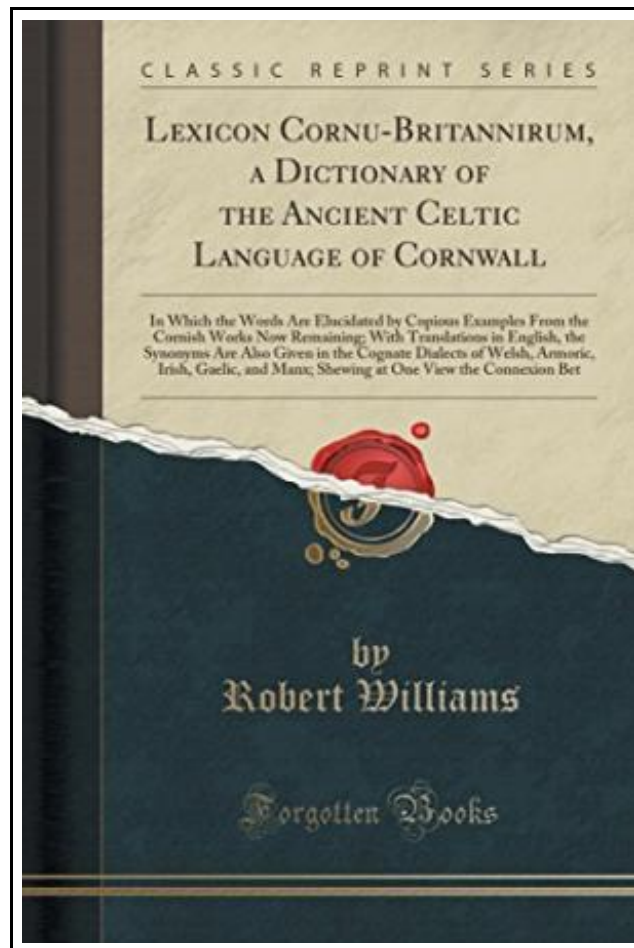 CLASSIC REPRINT SERIES
LEXICON CORNU-BRITANNIRUM,
A DICTIONARY OF
THE ANCIENT CELTIC
LANGUAGE OF CORNWALL
In Which the Words Are Elucidated by Copious Examples From the
Cornish Works Now Remaining; With Translations in English, the
Synonyms Are Also Given in the Cognate Dialects of Welsh, Armoric,
Irish, Gaelic, and Manx; Shewing at One View the Connexion Bet
by
Robert Williams
Forgotten Books